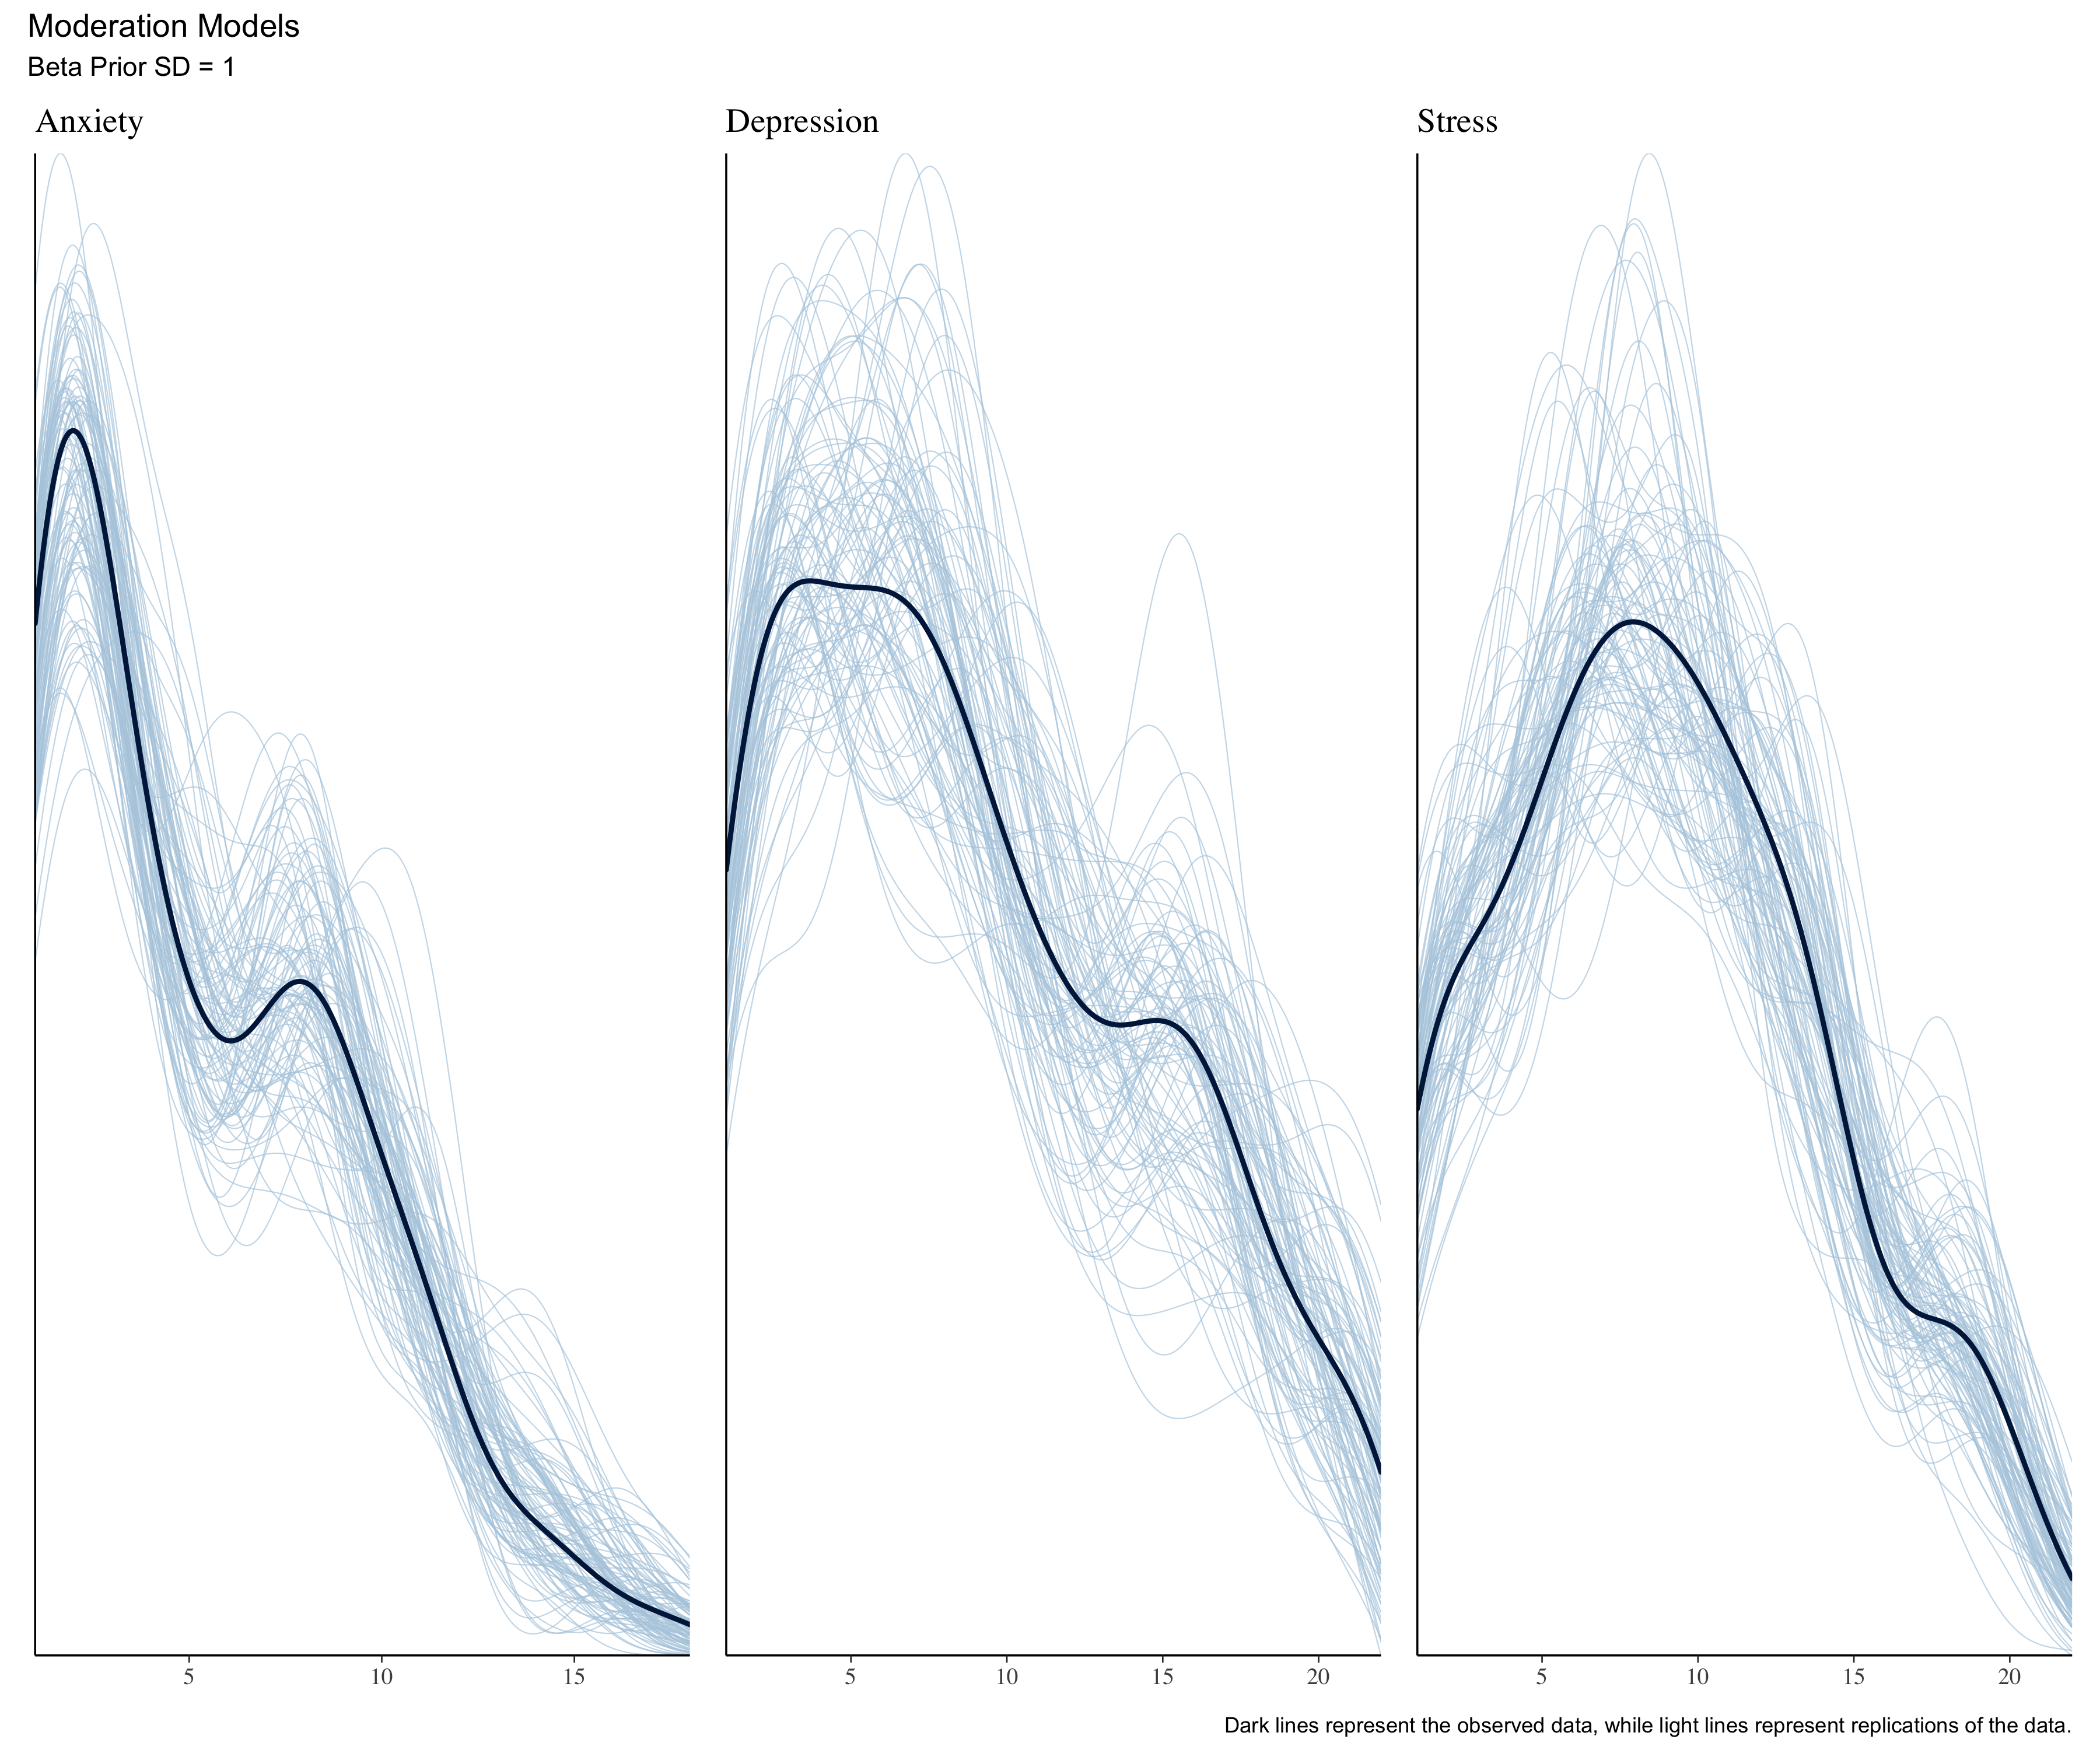 Moderation Models
Beta Prior SD = 1
Anxiety
Depression
Stress
5 10 15
5 10 15 20
5 10 15 20
Dark lines represent the observed data, while light lines represent replications of the data.